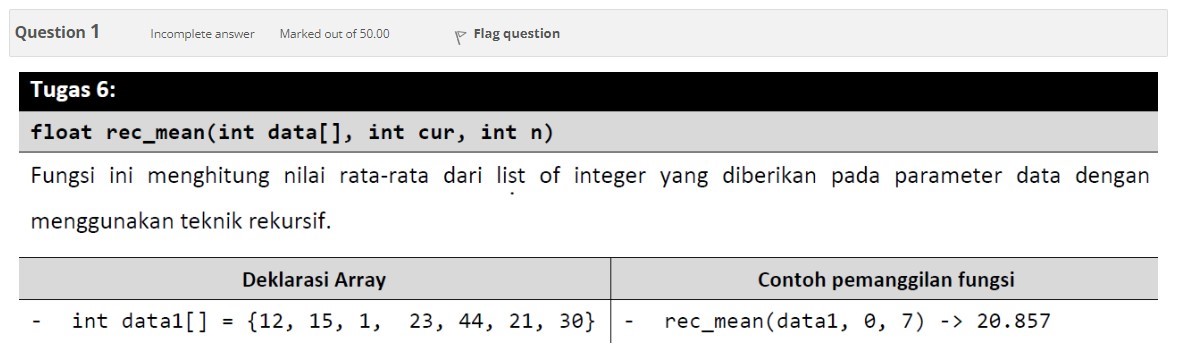 Question 1 Incomplete answer Marked out of 50.00 Flag question
Tugas 6:
float rec_mean(int data[], int cur, int n)
Fungsi ini menghitung nilai rata-rata dari list of integer yang diberikan pada parameter data dengan
menggunakan teknik rekursif.
Deklarasi Array Contoh pemanggilan fungsi
- int data1[] = {12, 15, 1, 23, 44, 21, 30} - rec_mean(data1, 0, 7) -> 20.857